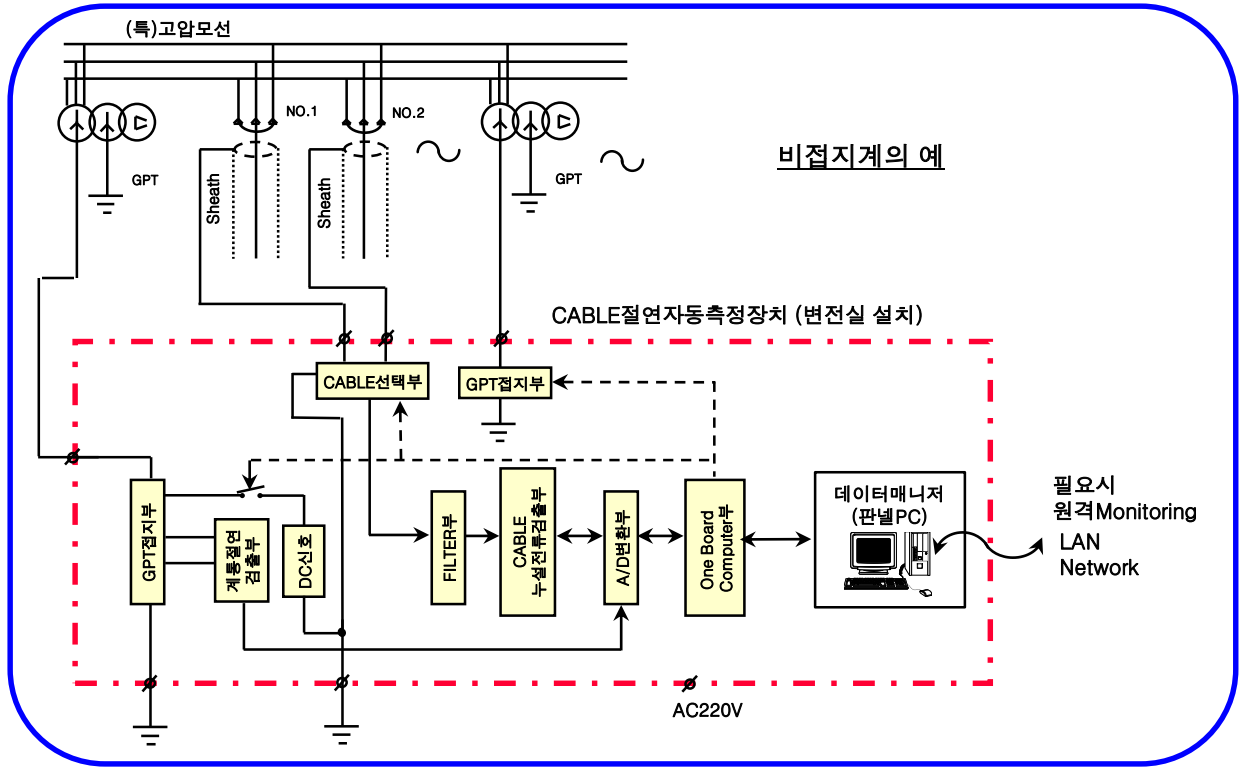 (특)고압모선
NO.1
NO.2
GPT
GPT
Sheath
Sheath
비접지계의 예
CABLE절연자동측정장치 (변전실 설치)
CABLE선택부
GPT접지부
GPT접지부
계통절연
검출부
DC신호
FILTER부
CABLE
누설전류검출부
A/D변환부
One Board
Computer부
데이터매니저
(판넬PC)
필요시
원격Monitoring
LAN
Network
AC220V